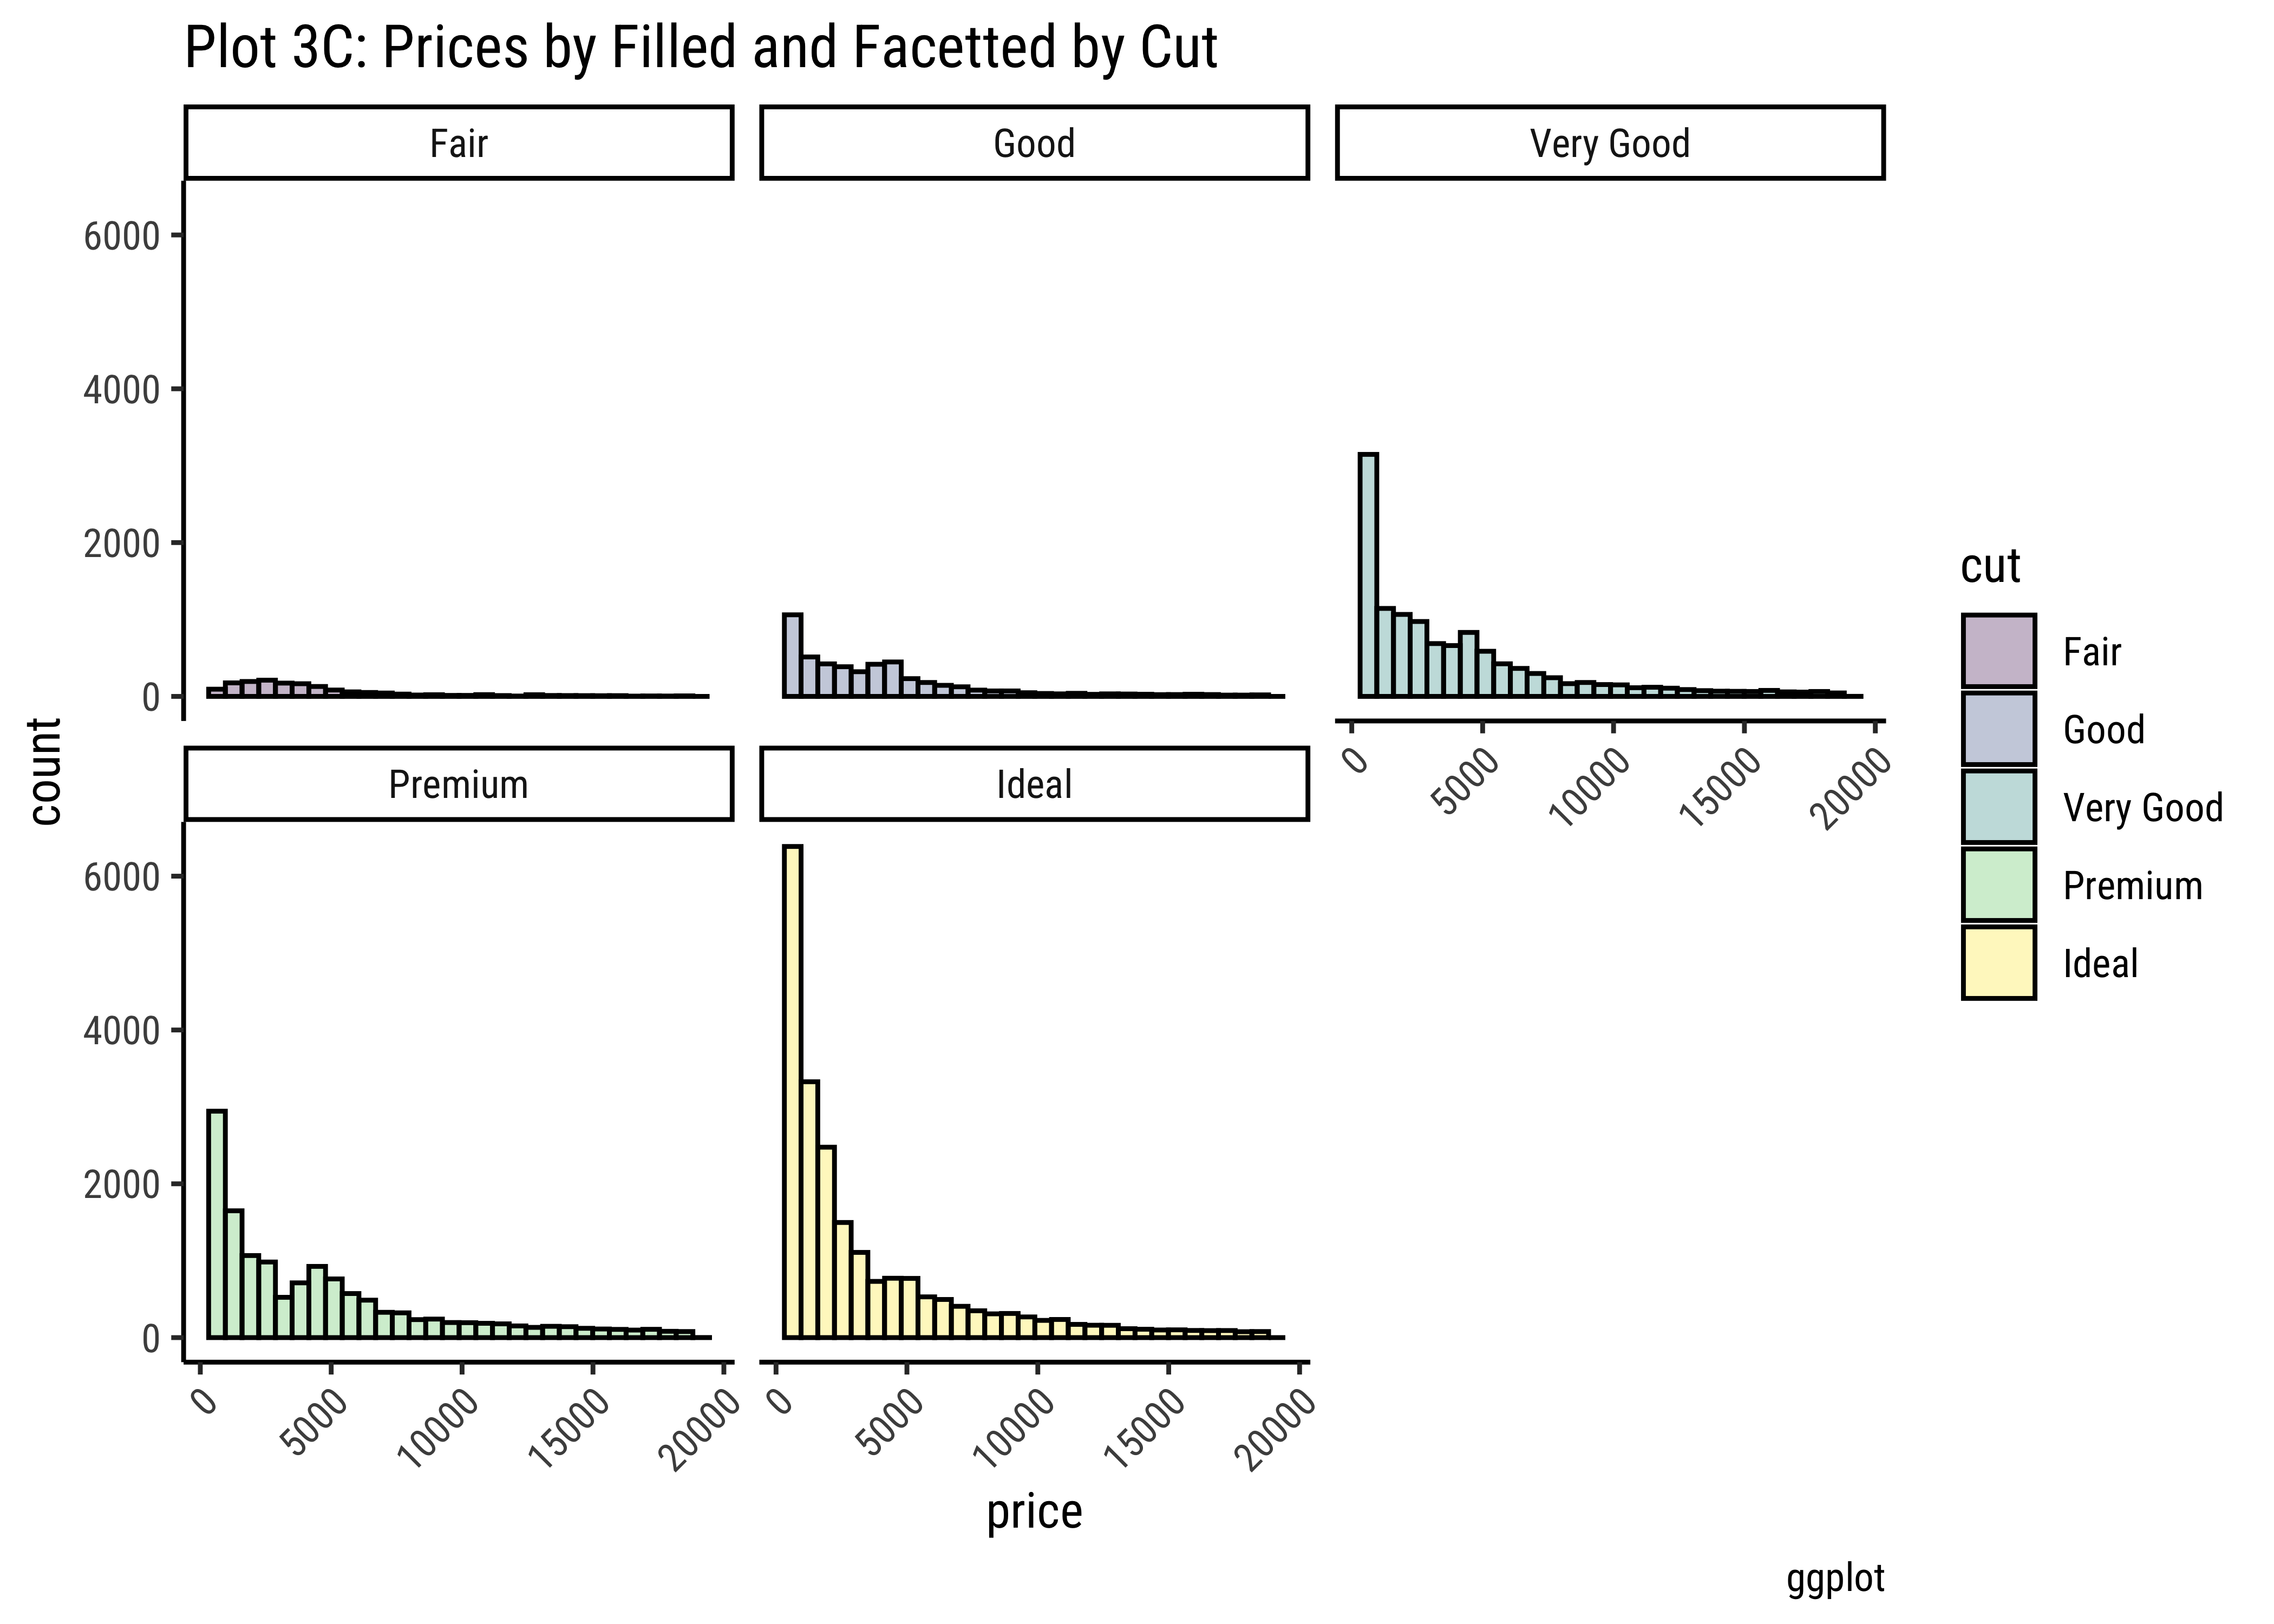 Plot 3C: Prices by Filled and Facetted by Cut
Fair
Good
Very Good
6000
4000
2000
0
0
5000
10000
15000
20000
count
Premium
Ideal
6000
4000
2000
0
0
5000
10000
15000
20000
0
5000
10000
15000
20000
price
cut
Fair
Good
Very Good
Premium
Ideal
ggplot